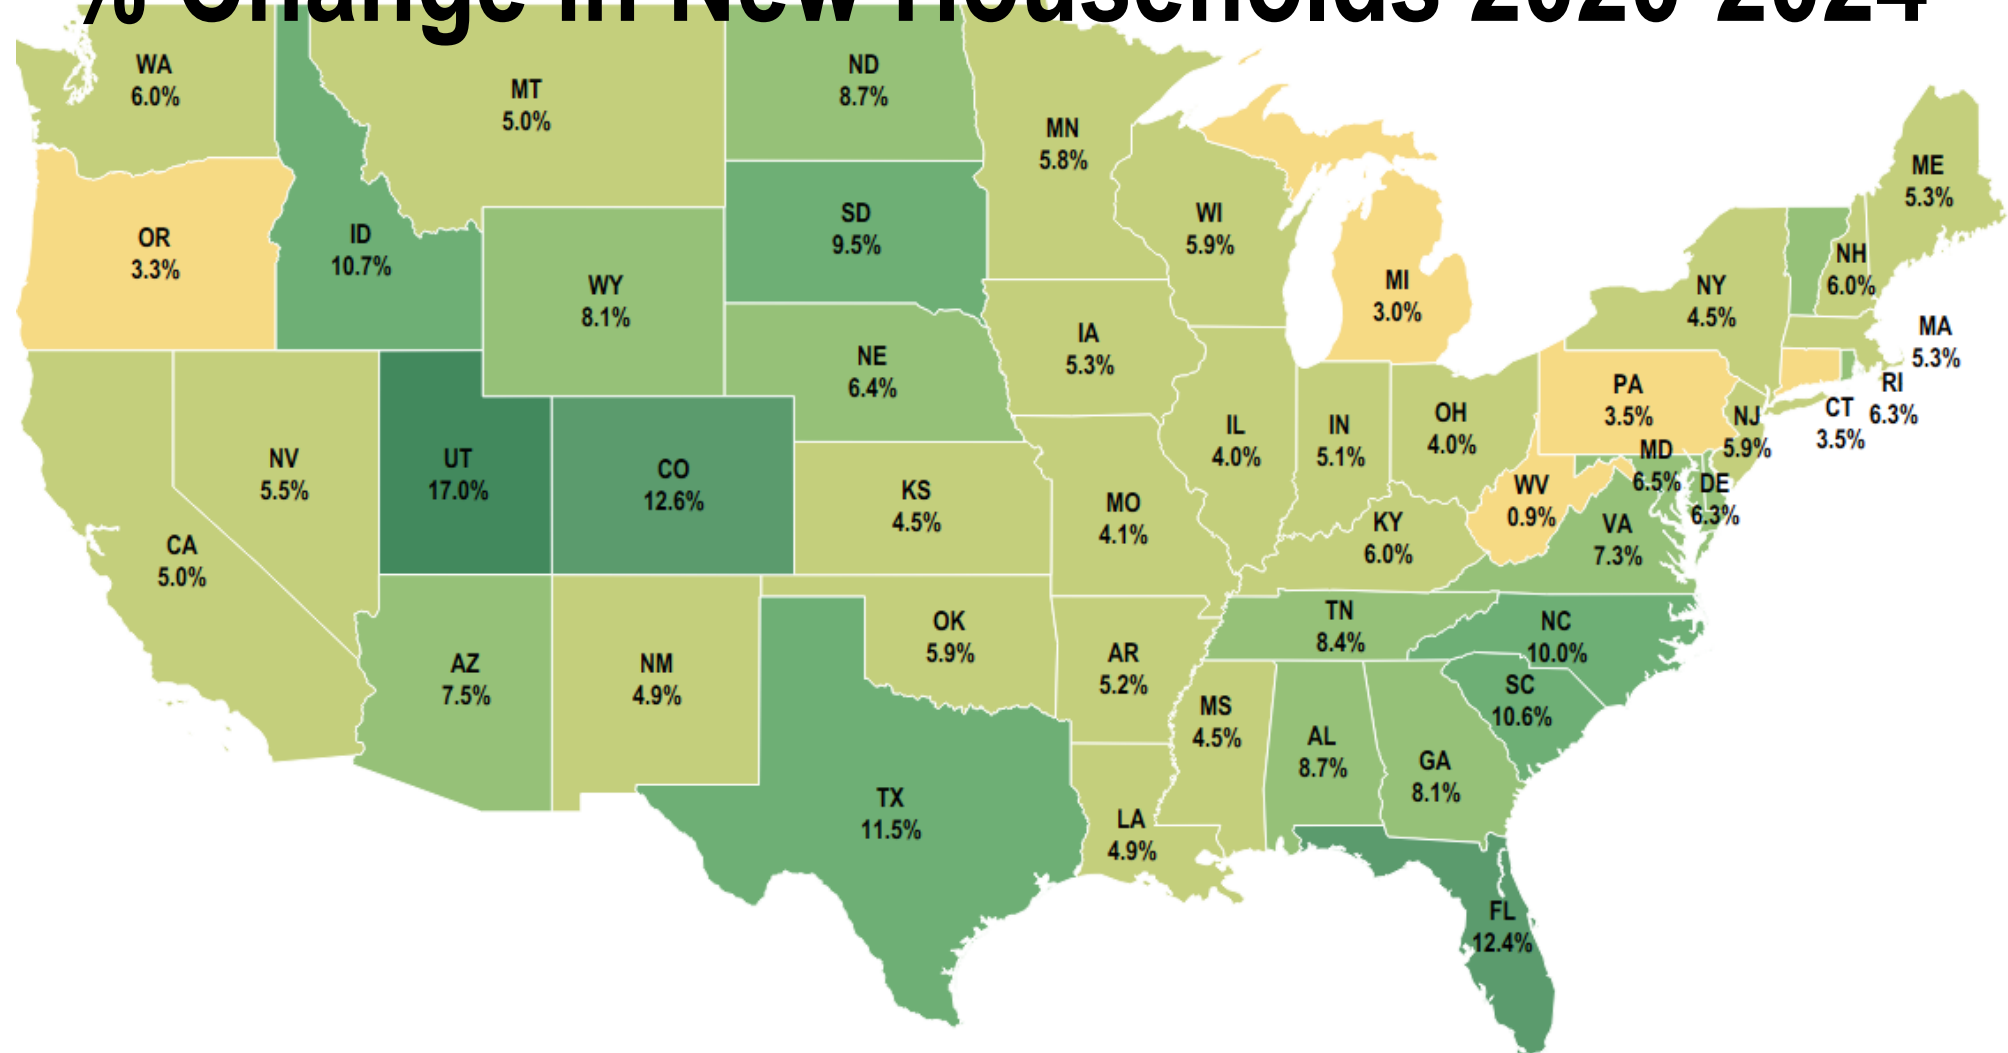 % Change in New Households 2020-2024
WA
6.0%
MT
5.0%
ND
8.7%
MN
5.8%
OR
3.3%
ID
10.7%
WY
8.1%
SD
9.5%
WI
5.9%
MI
3.0%
ME
5.3%
NH
6.0%
NY
4.5%
MA
5.3%
RI
6.3%
CT
3.5%
NE
6.4%
IA
5.3%
IL
4.0%
IN
5.1%
OH
4.0%
PA
3.5%
NJ
5.9%
MD
6.5%
DE
6.3%
NV
5.5%
UT
17.0%
CO
12.6%
KS
4.5%
MO
4.1%
KY
6.0%
WV
0.9%
VA
7.3%
CA
5.0%
AZ
7.5%
NM
4.9%
OK
5.9%
AR
5.2%
TN
8.4%
NC
10.0%
SC
10.6%
MS
4.5%
AL
8.7%
GA
8.1%
TX
11.5%
LA
4.9%
FL
12.4%